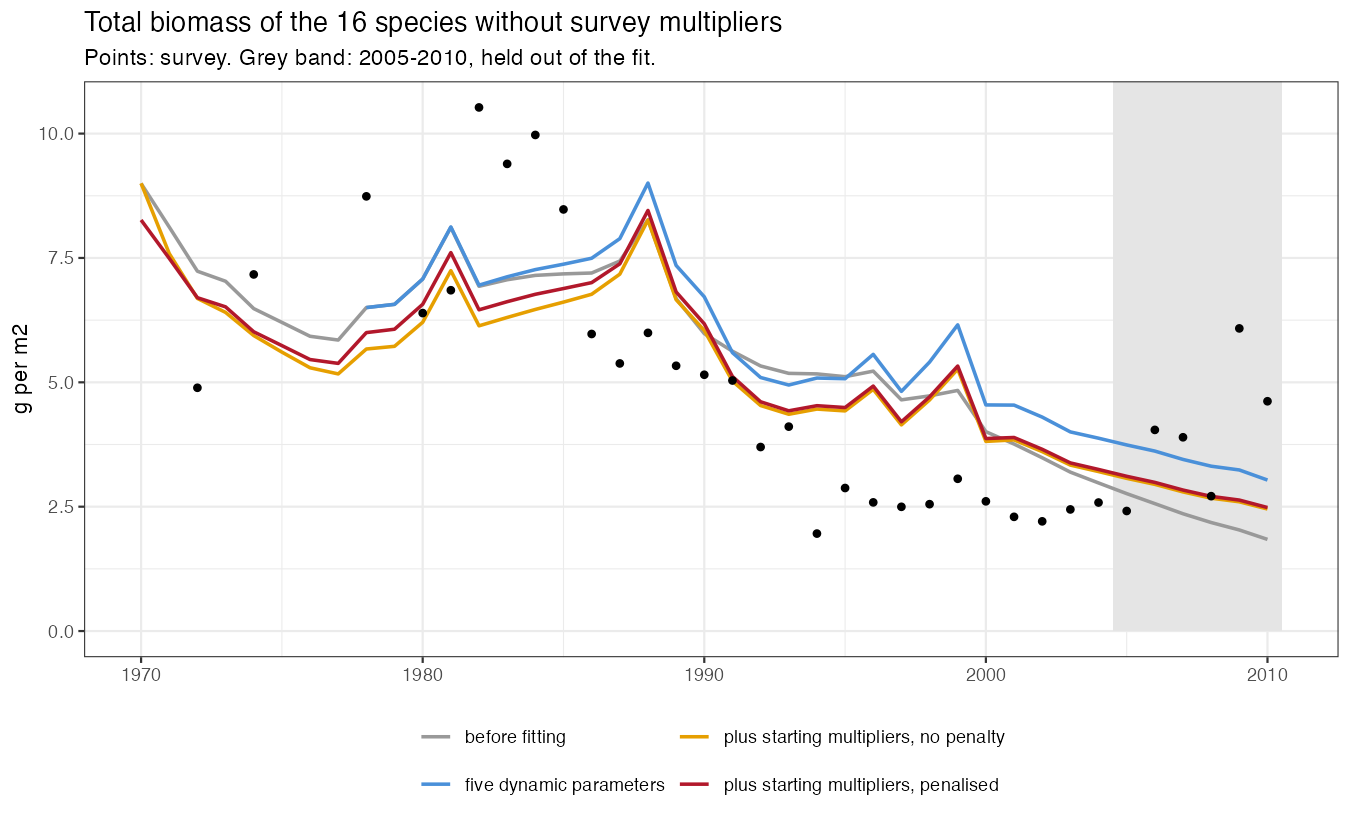 Total biomass of the 16 species without survey multipliers
Points: survey. Grey band: 2005-2010, held out of the fit.
g per m2
10.0
7.5
5.0
2.5
0.0
1970 1980 1990 2000 2010
before fitting plus starting multipliers, no penalty
five dynamic parameters plus starting multipliers, penalised